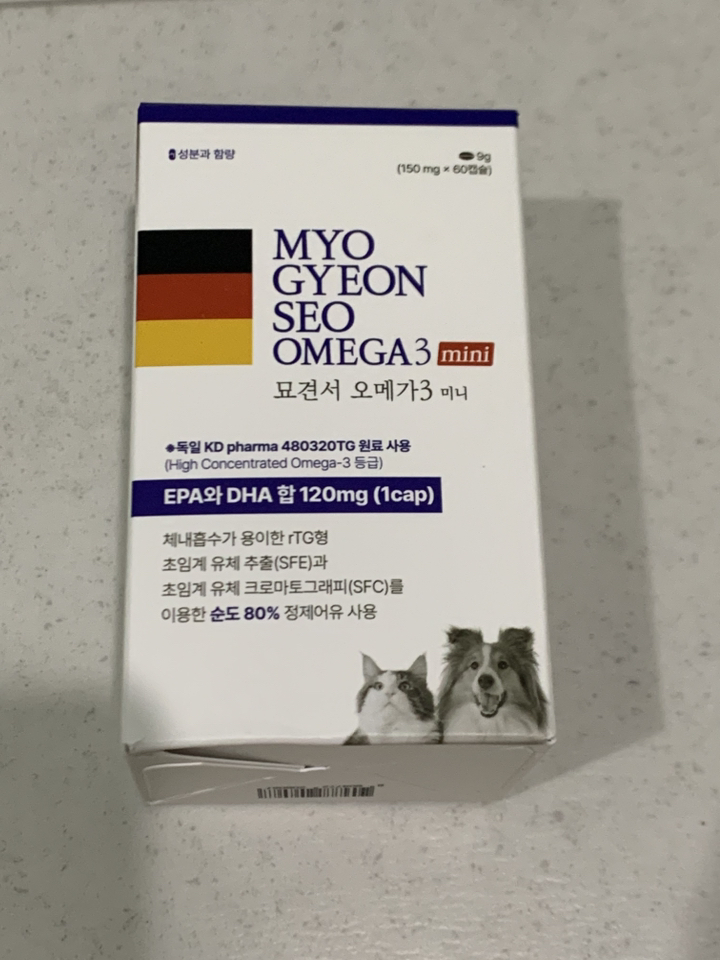 성분과 함량
9g
(150 mg × 60캡슐)
MYO
GYEON
SEO
OMEGA3 mini
묘견서 오메가3 미니
독일 KD pharma 480320TG 원료 사용
(High Concentrated Omega-3 등급)
EPA와 DHA 합 120mg (1cap)
체내흡수가 용이한 rTG형
초임계 유체 추출(SFE)과
초임계 유체 크로마토그래피(SFC)를
이용한 순도 80% 정제어유 사용